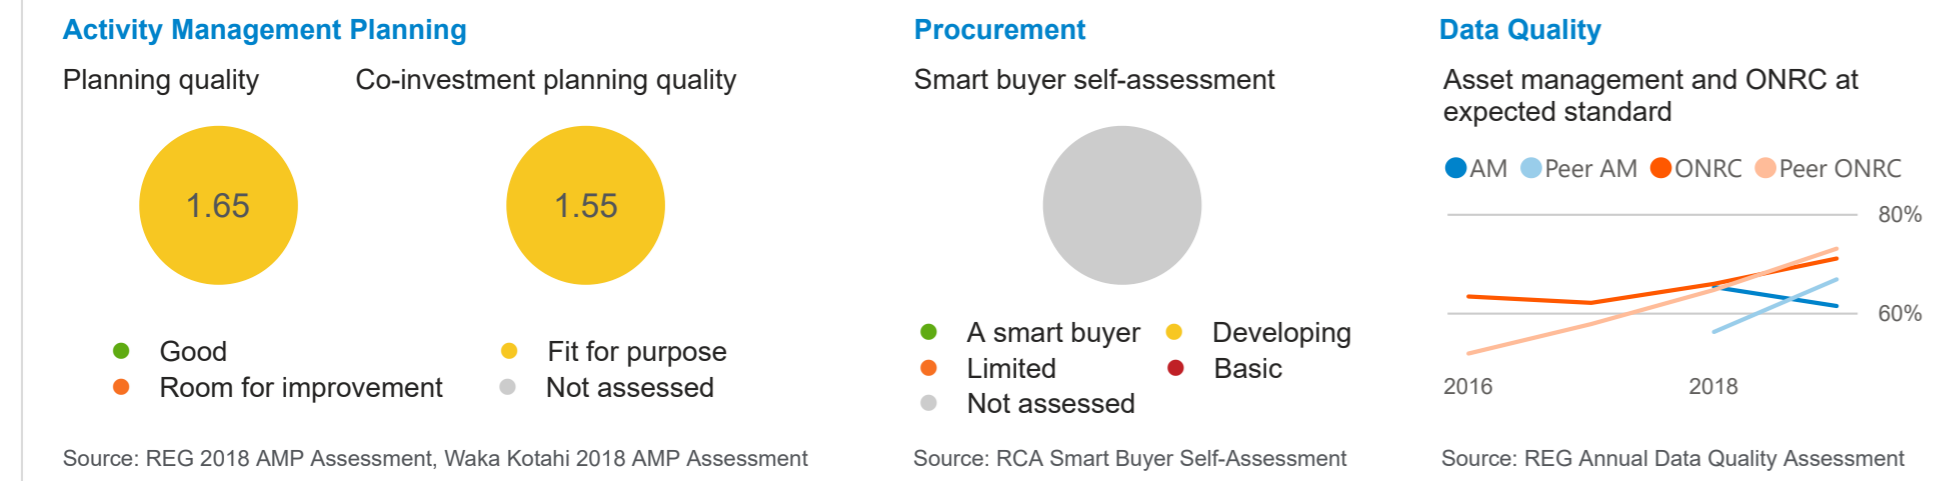 Activity Management Planning
Planning quality
Co-investment planning quality
1.65
1.55
Good
Fit for purpose
Room for improvement
Not assessed
Source: REG 2018 AMP Assessment, Waka Kotahi 2018 AMP Assessment
Procurement
Smart buyer self-assessment
A smart buyer
Developing
Limited
Basic
Not assessed
Source: RCA Smart Buyer Self-Assessment
Data Quality
Asset management and ONRC at
expected standard
AM Peer AM ONRC Peer ONRC
80%
60%
2016
2018
Source: REG Annual Data Quality Assessment